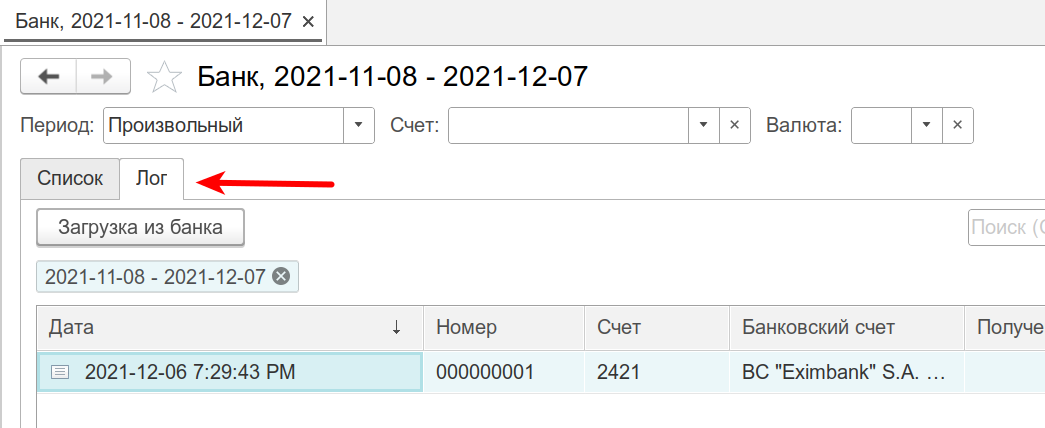 Банк, 2021-11-08 - 2021-12-07 ×
Банк, 2021-11-08 - 2021-12-07
Период: Произвольный Счет: × Валюта: ×
Список Лог
Загрузка из банка Поиск (
2021-11-08 - 2021-12-07
Дата ↓ Номер Счет Банковский счет Получе
2021-12-06 7:29:43 PM 000000001 2421 BC "Eximbank" S.A. ...